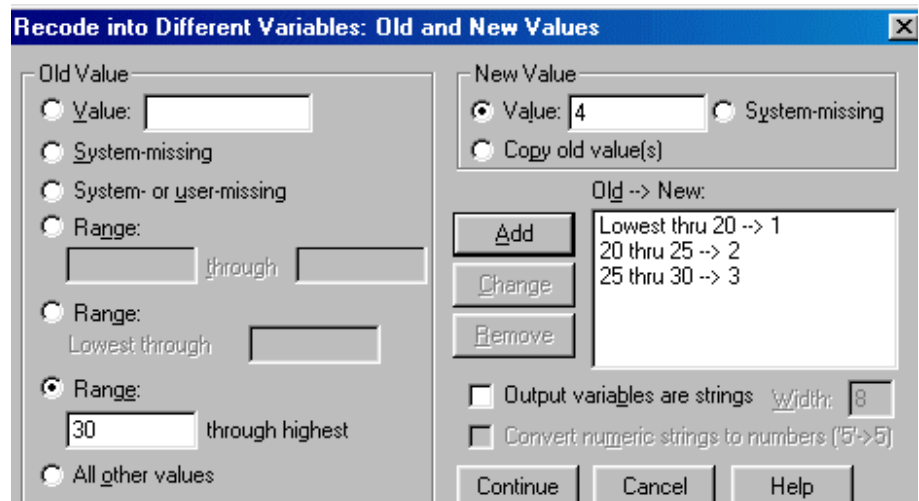 Recode into Different Variables: Old and New Values
Old Value
Value:
System-missing
System- or user-missing
Range:
through
Range:
Lowest through
Range:
30 through highest
All other values
New Value
Value: 4 System-missing
Copy old value(s)
Old --> New:
Add
Change
Remove
Lowest thru 20 --> 1
20 thru 25 --> 2
25 thru 30 --> 3
Output variables are strings Width: 8
Convert numeric strings to numbers ('5'->5)
Continue Cancel Help